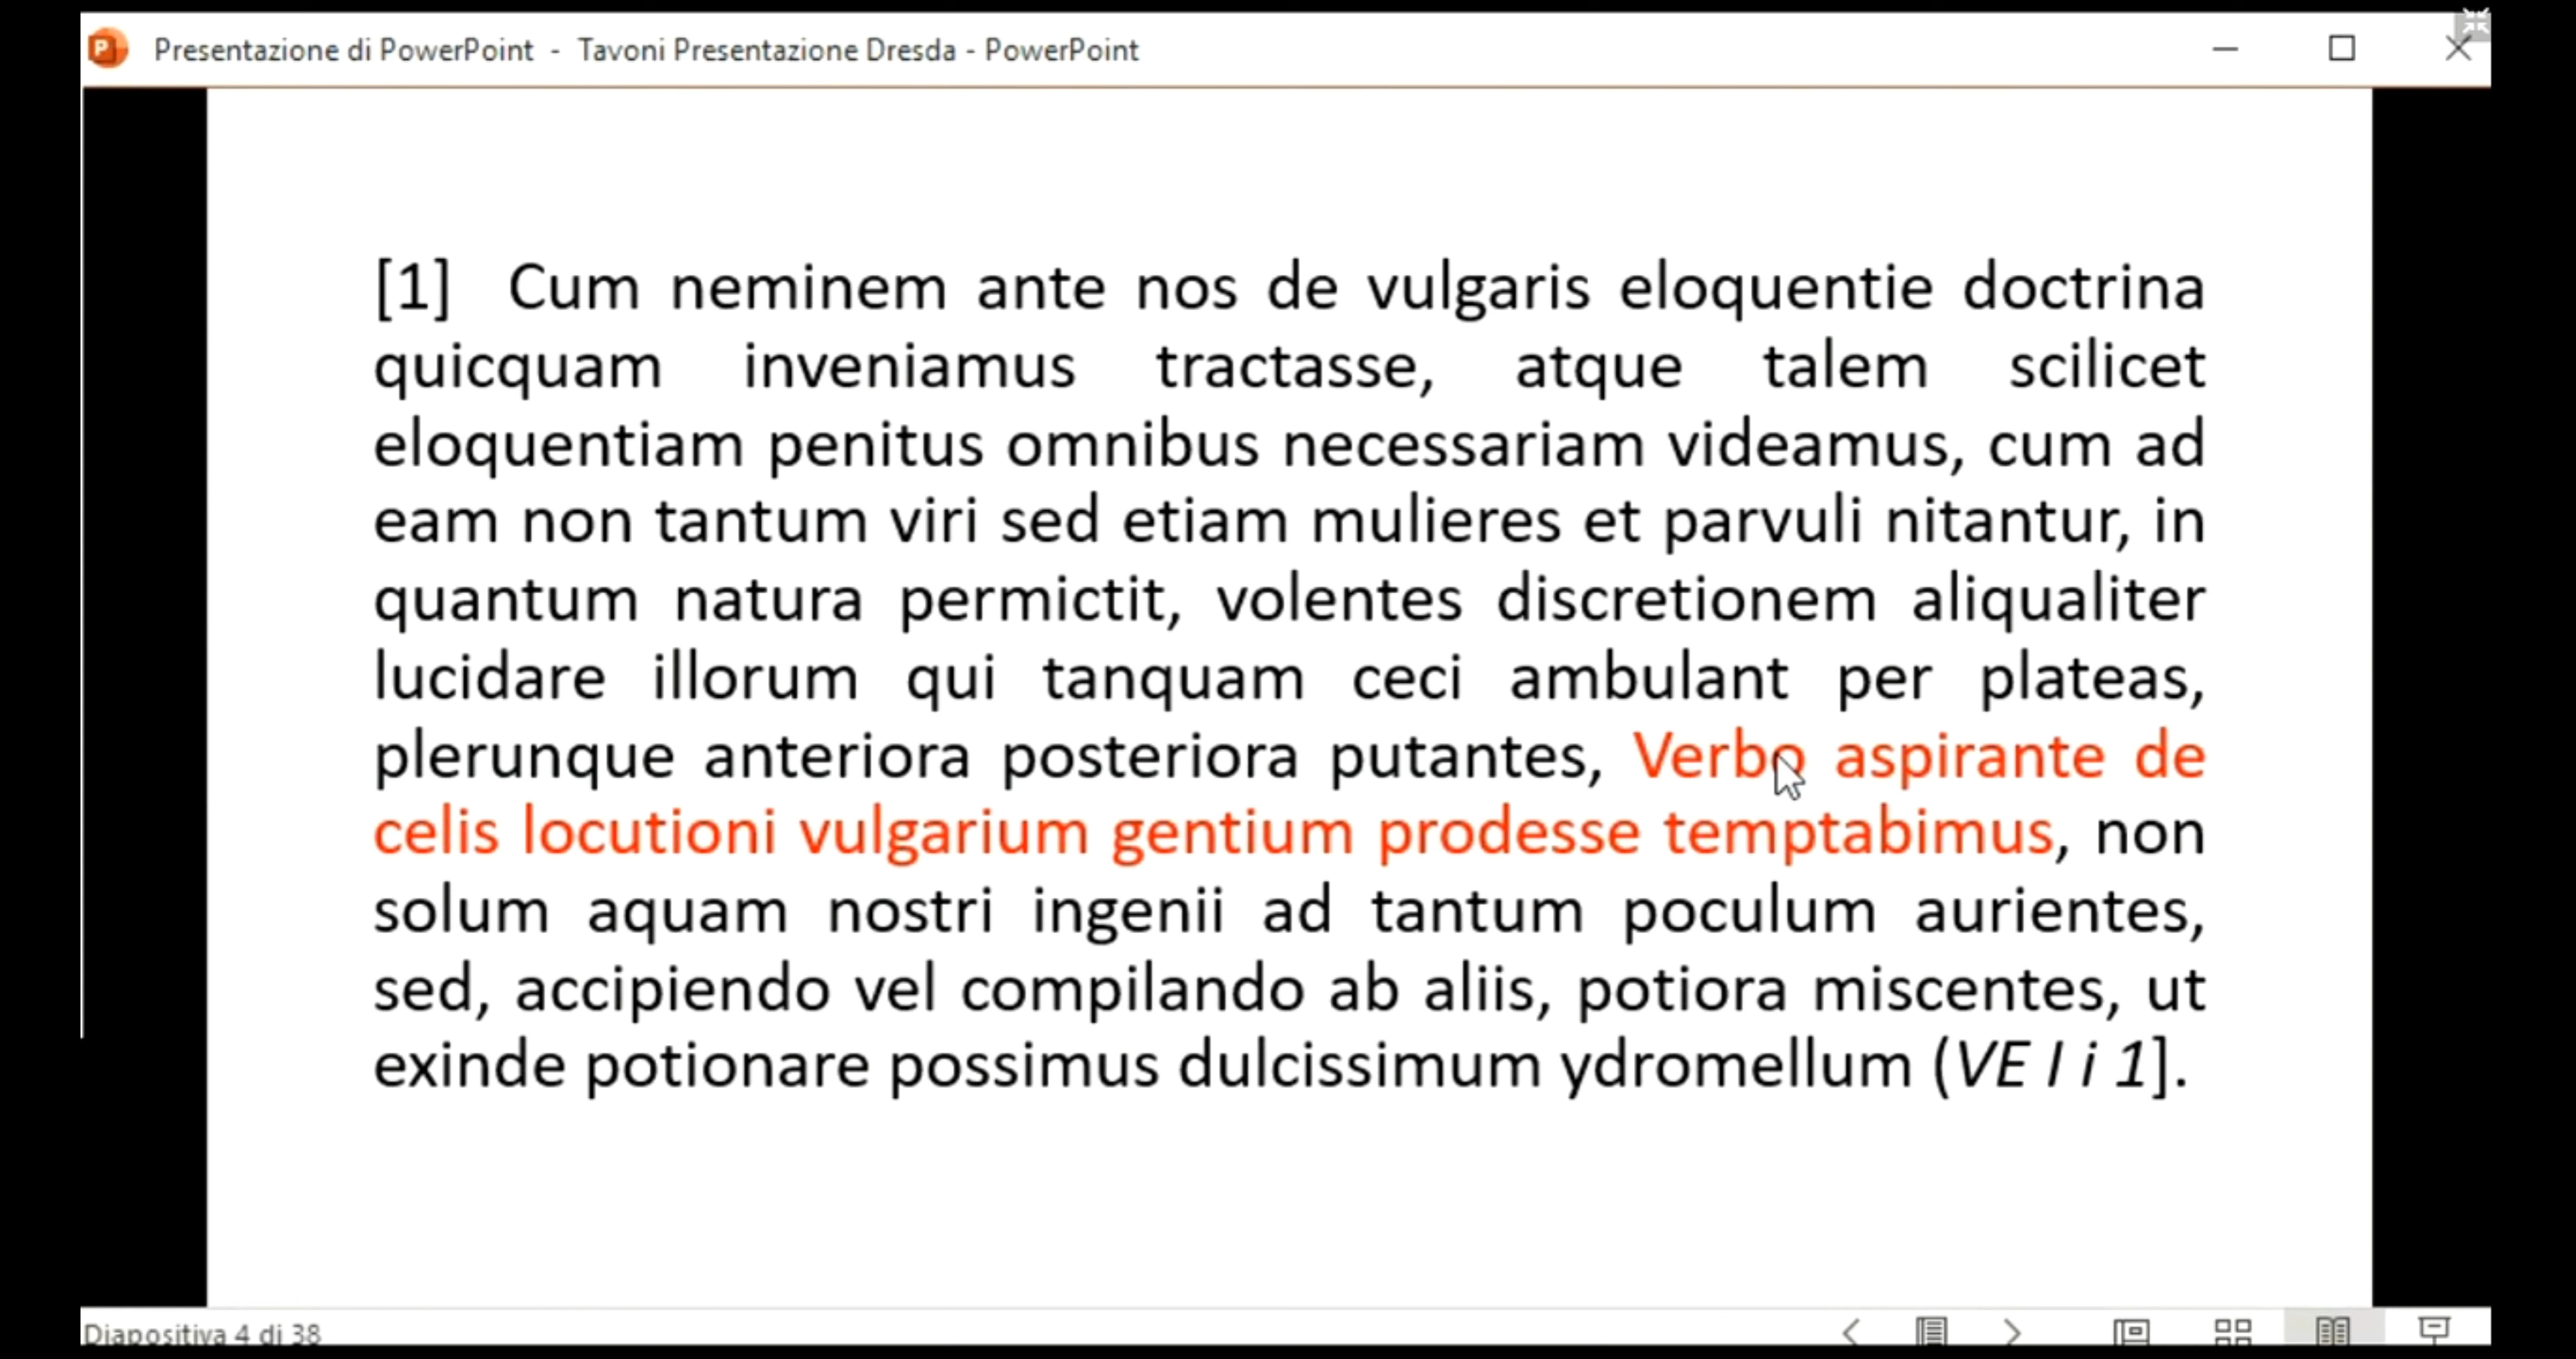 Presentazione di PowerPoint - Tavoni Presentazione Dresda - PowerPoint
[1] Cum neminem ante nos de vulgaris eloquentie doctrina
quicquam inveniamus tractasse, atque talem scilicet
eloquentiam penitus omnibus necessariam videamus, cum ad
eam non tantum viri sed etiam mulieres et parvuli nitantur, in
quantum natura permictit, volentes discretionem aliqualiter
lucidare illorum qui tanquam ceci ambulant per plateas,
plerunque anteriora posteriora putantes, Verbo aspirante de
celis locutioni vulgarium gentium prodesse temptabimus, non
solum aquam nostri ingenii ad tantum poculum aurientes,
sed, accipiendo vel compilando ab aliis, potiora miscentes, ut
exinde potionare possimus dulcissimum ydromellum (VE I i 1].
Diapositiva 4 di 38